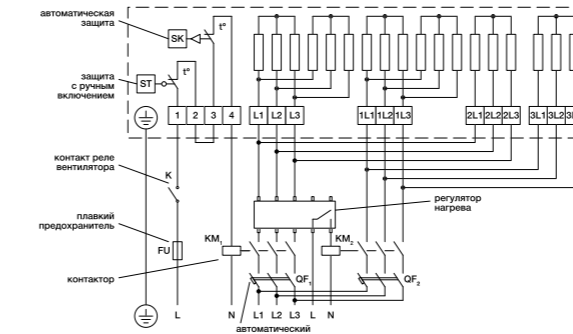 автоматическая
защита
SK
t°
защита
с ручным
включением
ST
t°
1 2 3 4 L1 L2 L3 1L1 1L2 1L3 2L1 2L2 2L3 3L1 3L2
контакт реле
вентилятора
K
регулятор
нагрева
плавкий
предохранитель
FU
KM1
KM2
контактор
QF1
QF2
L N L1 L2 L3 L N
автоматический